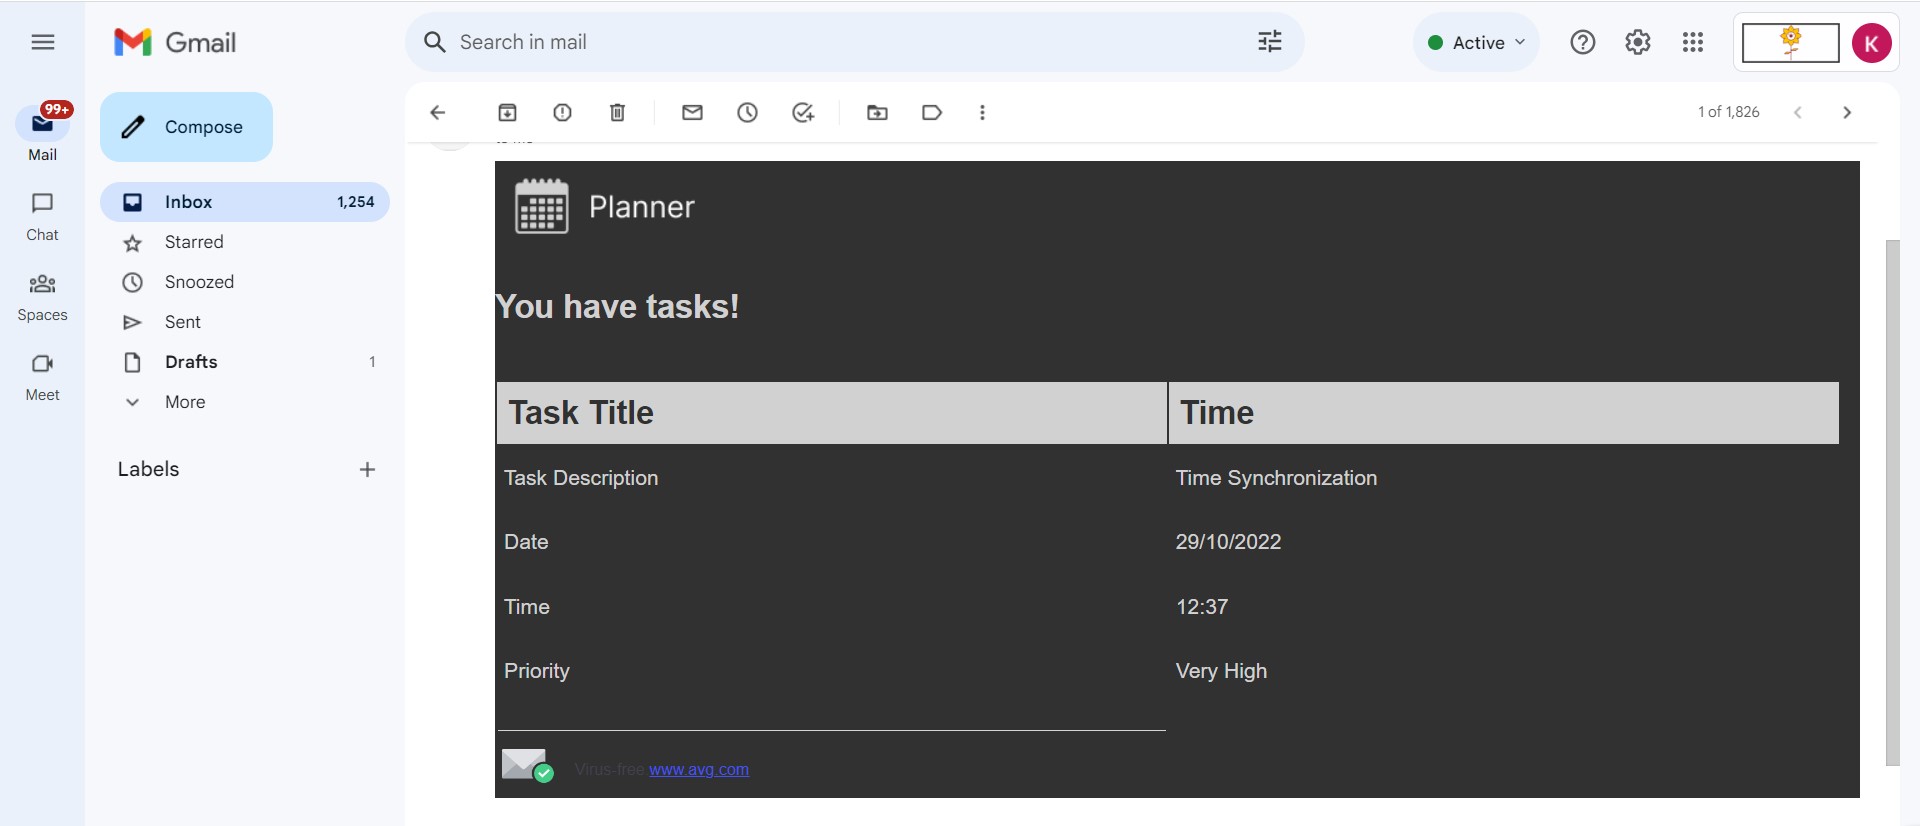 Gmail
Search in mail
Active
K
99+
Mail
Compose
1 of 1,826
Inbox 1,254
Chat
Starred
Snoozed
Spaces
Sent
Drafts 1
Meet
More
Labels
Planner
You have tasks!
Task Title Time
Task Description Time Synchronization
Date 29/10/2022
Time 12:37
Priority Very High
Virus-free. www.avg.com